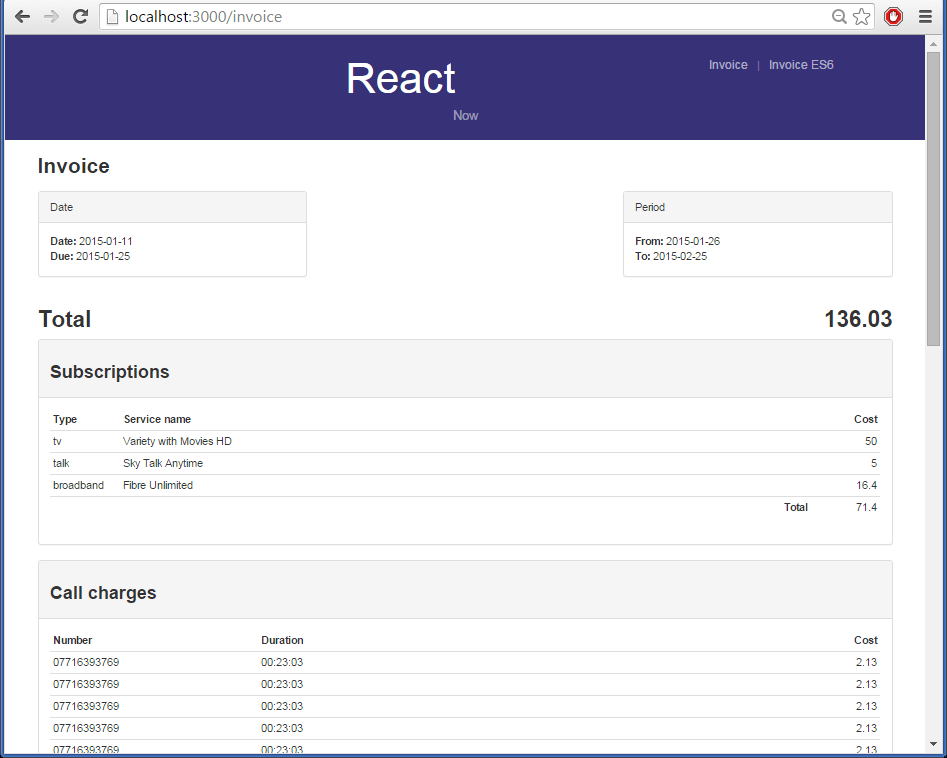 localhost:3000/invoice
React
Now
Invoice | Invoice ES6
Invoice
Date
Date: 2015-01-11
Due: 2015-01-25
Period
From: 2015-01-26
To: 2015-02-25
Total 136.03
Subscriptions
Type Service name Cost
tv Variety with Movies HD 50
talk Sky Talk Anytime 5
broadband Fibre Unlimited 16.4
Total 71.4
Call charges
Number Duration Cost
07716393769 00:23:03 2.13
07716393769 00:23:03 2.13
07716393769 00:23:03 2.13
07716393769 00:23:03 2.13
07716393769 00:23:03 2.13